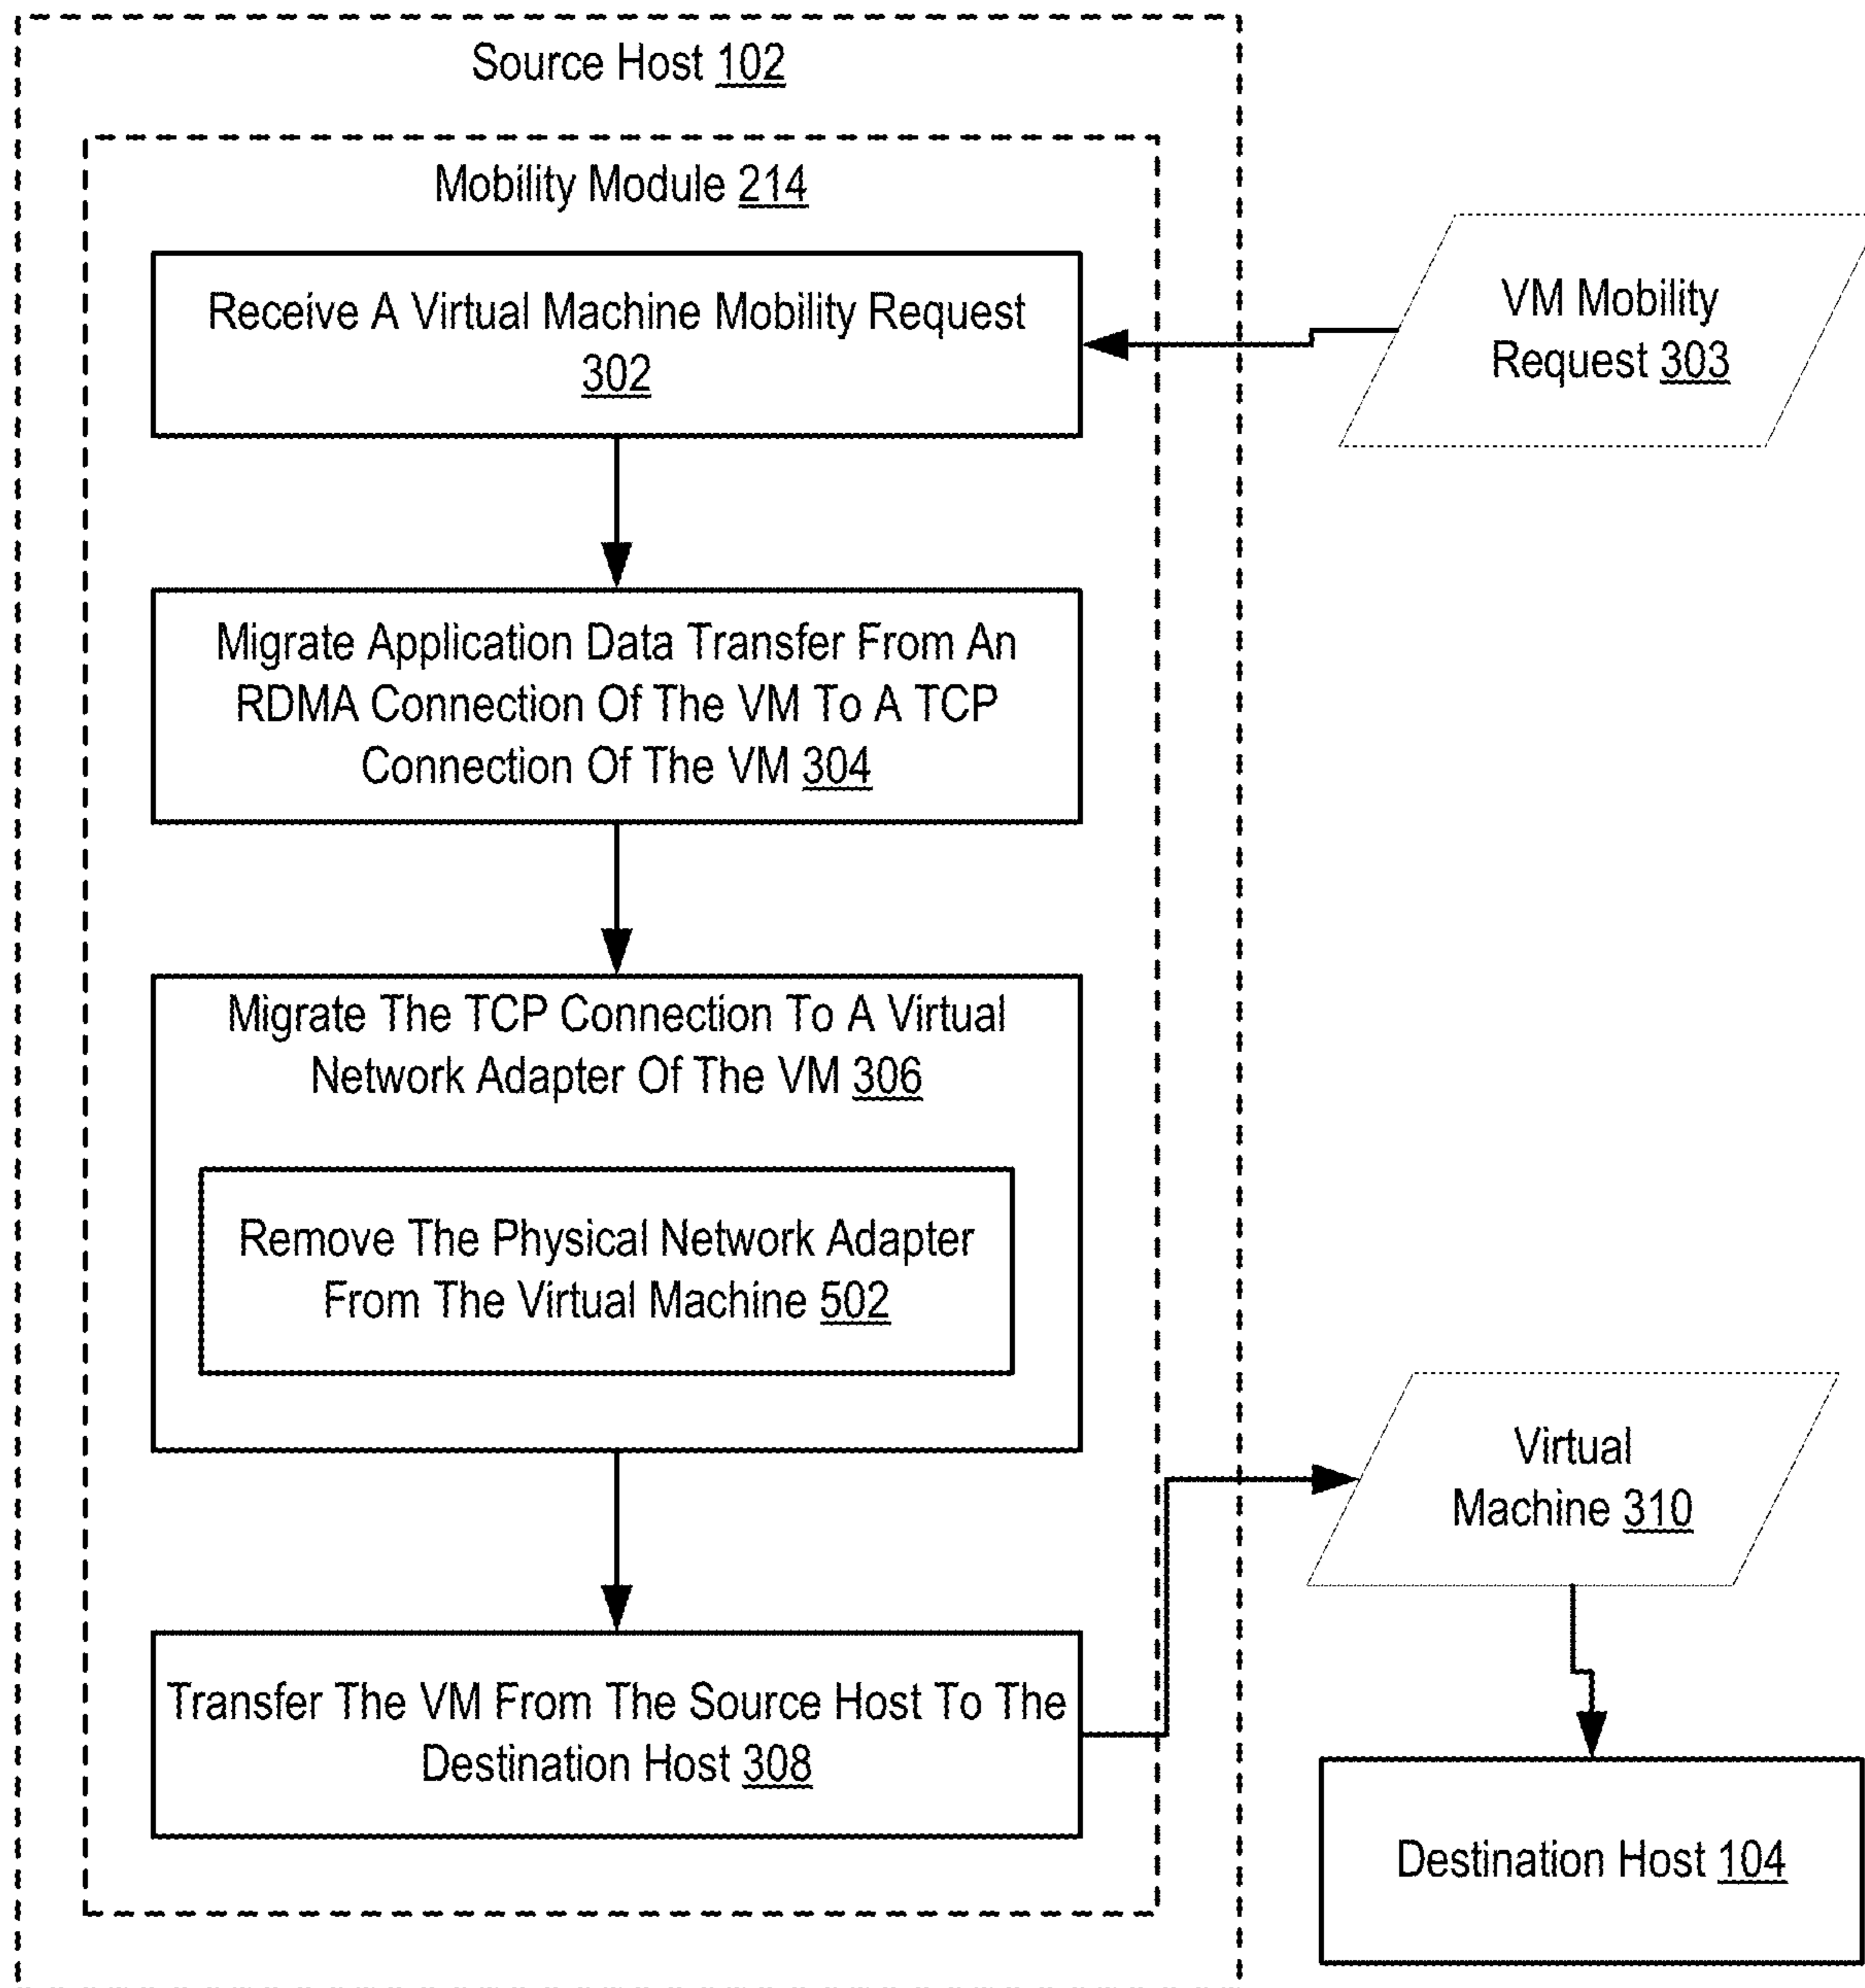 Source Host 102
Mobility Module 214
Receive A Virtual Machine Mobility Request
302
VM Mobility
Request 303
Migrate Application Data Transfer From An
RDMA Connection Of The VM To A TCP
Connection Of The VM 304
Migrate The TCP Connection To A Virtual
Network Adapter Of The VM 306
Remove The Physical Network Adapter
From The Virtual Machine 502
Transfer The VM From The Source Host To The
Destination Host 308
Virtual
Machine 310
Destination Host 104